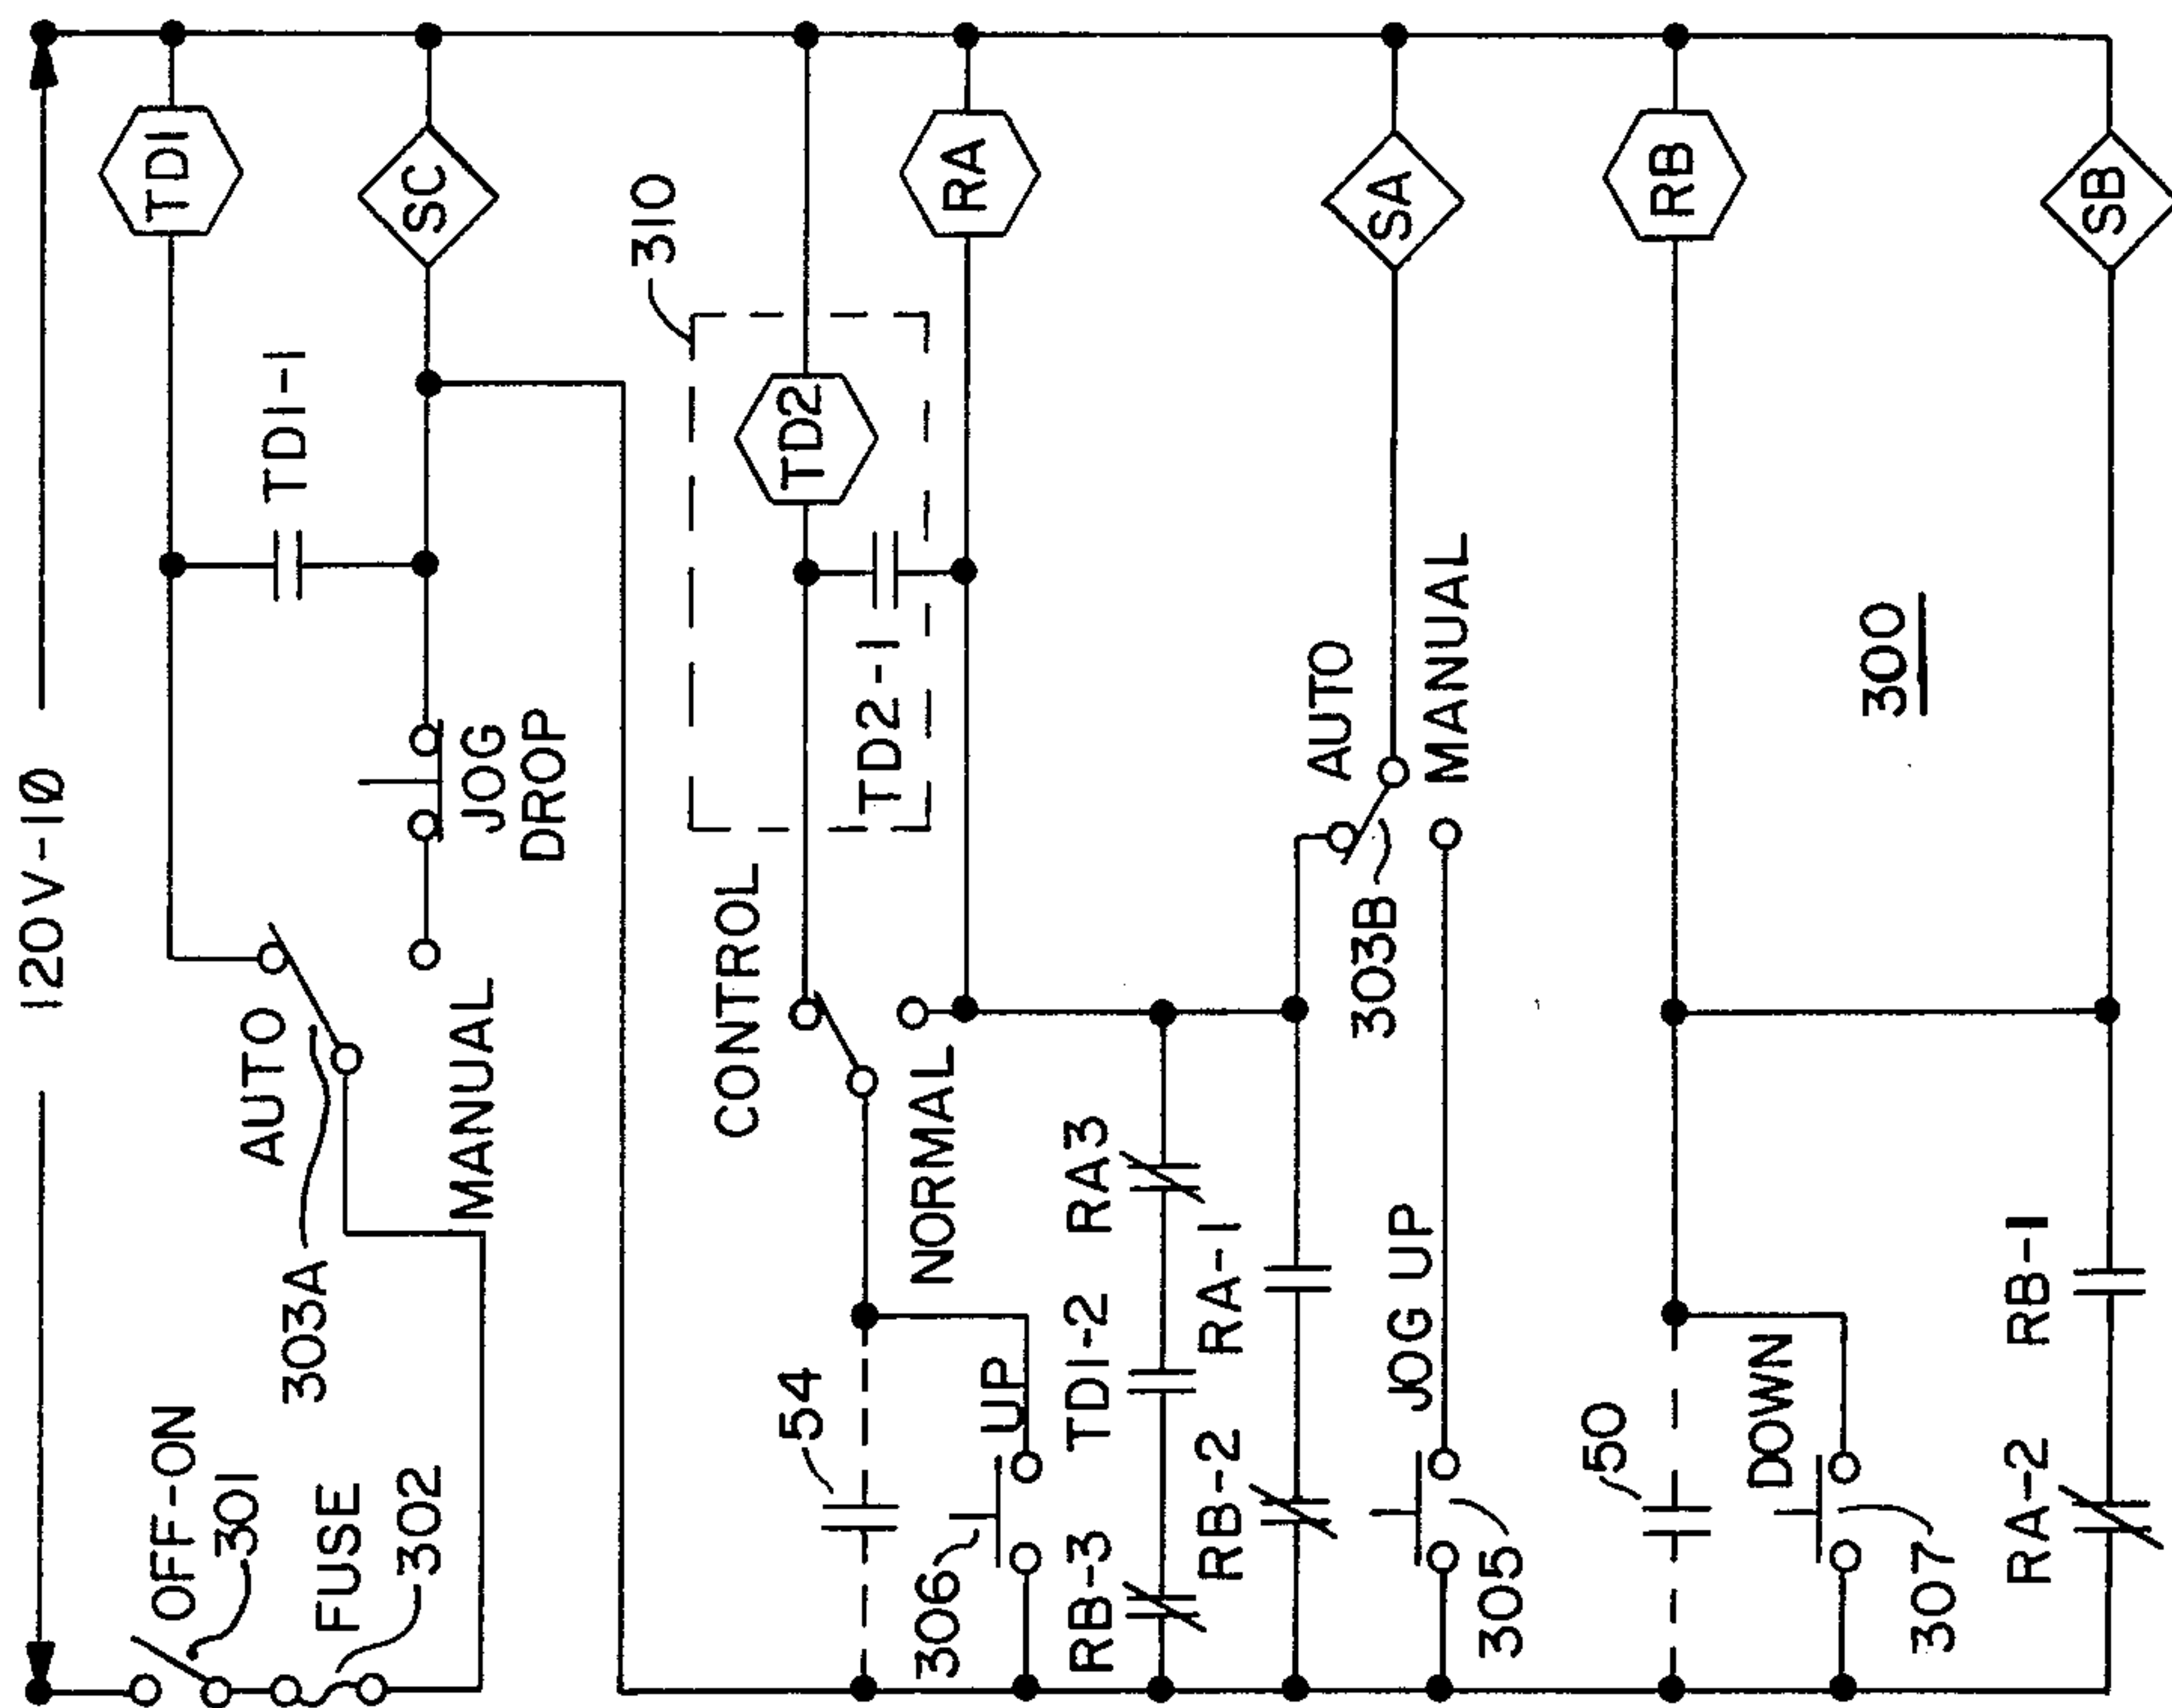 120V-1Ø
OFF-ON
301
FUSE
302
303A
AUTO
MANUAL
JOG
DROP
TD1-1
TD1
SC
310
CONTROL
NORMAL
TD2
TD2-1
RA
54
306
UP
RB-3
TD1-2
RA3
RB-2
RA-1
AUTO
MANUAL
303B
SA
JOG UP
305
50
DOWN
307
RB
RA-2
RB-1
SB
300